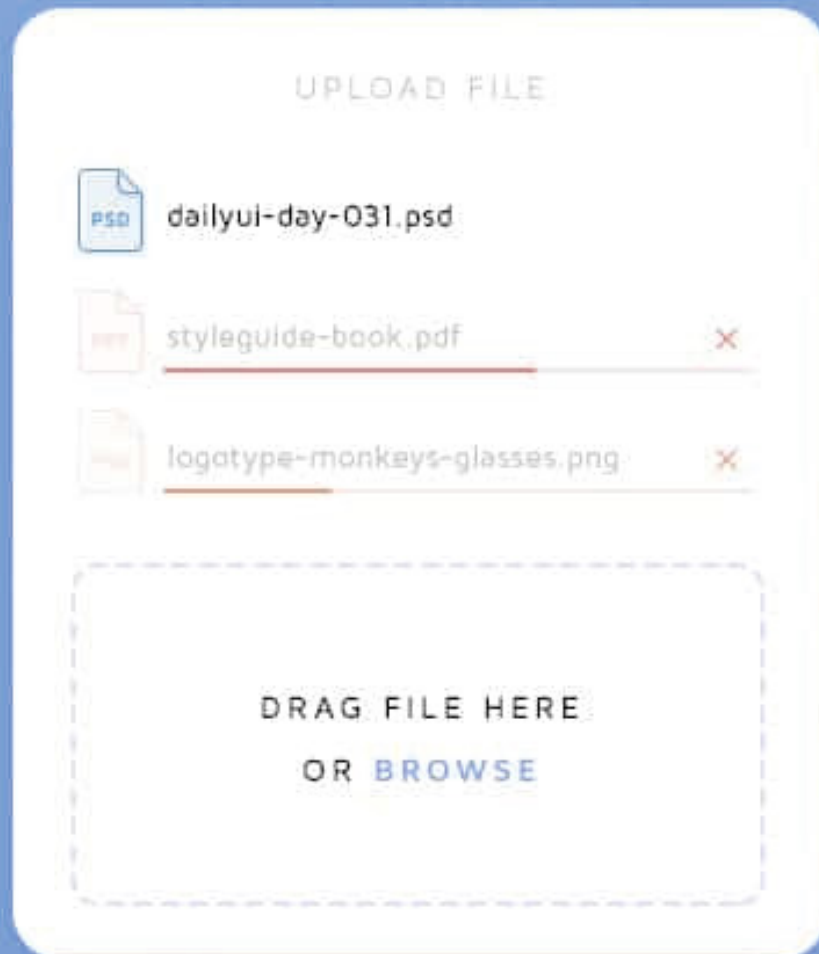 UPLOAD FILE
PSD
dailyui-day-031.psd
styleguide-book.pdf
logotype-monkeys-glasses.png
DRAG FILE HERE
OR BROWSE